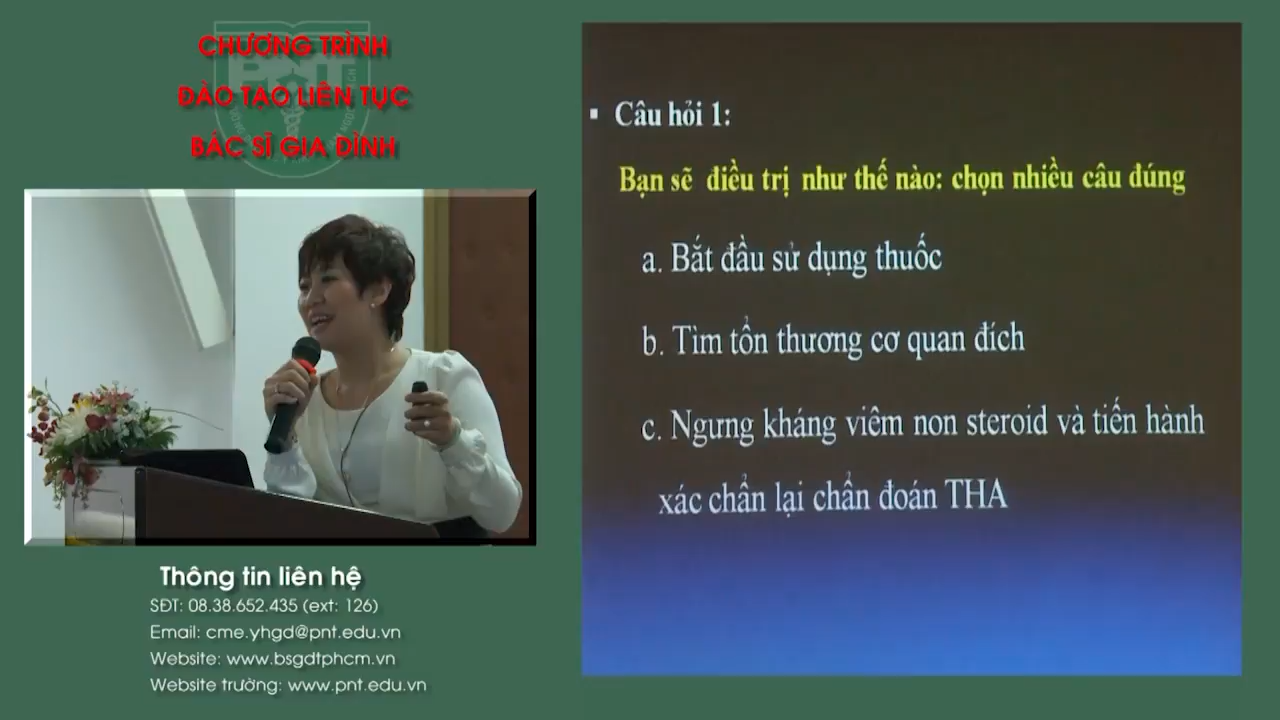 CHƯƠNG TRÌNH
ĐÀO TẠO LIÊN TỤC
BÁC SĨ GIA ĐÌNH
PNT
Thông tin liên hệ
SĐT: 08.38.652.435 (ext: 126)
Email: cme.yhgd@pnt.edu.vn
Website: www.bsgdtphcm.vn
Website trường: www.pnt.edu.vn
▪ Câu hỏi 1:
Bạn sẽ điều trị như thế nào: chọn nhiều câu đúng
a. Bắt đầu sử dụng thuốc
b. Tìm tổn thương cơ quan đích
c. Ngưng kháng viêm non steroid và tiến hành
xác chẩn lại chẩn đoán THA